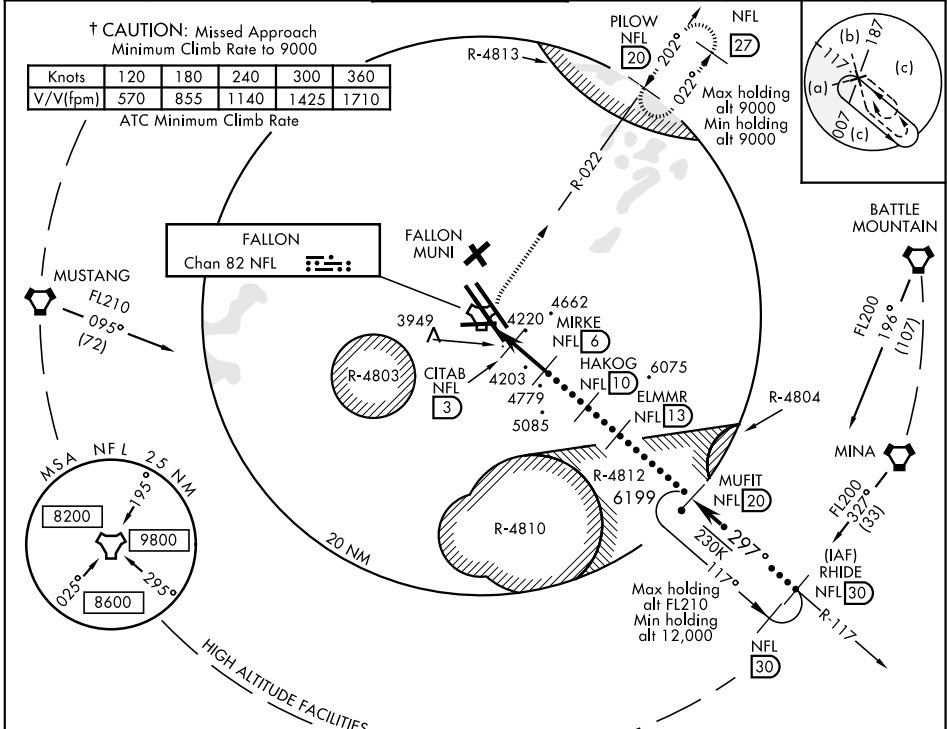 † CAUTION: Missed Approach
Minimum Climb Rate to 9000
Knots 120 180 240 300 360
V/V(fpm) 570 855 1140 1425 1710
ATC Minimum Climb Rate
R-4813
PILOW
NFL
20
202°
022°
NFL
27
Max holding
alt 9000
Min holding
alt 9000
(b)
187
117
(a)
(c)
007
(c)
R-022
BATTLE
MOUNTAIN
FL200
196°
(107)
FALLON
Chan 82 NFL
FALLON
MUNI
MUSTANG
FL210
095°
(72)
3949
4220
4662
MIRKE
NFL 6
CITAB
NFL
3
4203
HAKOG
NFL 10
6075
4779
5085
ELMMR
NFL 13
R-4803
R-4804
MINA
FL200
327°
(33)
R-4812
6199
MUFIT
NFL 20
R-4810
20 NM
230K
297°
117°
(IAF)
RHIDE
NFL 30
R-117
Max holding
alt FL210
Min holding
alt 12,000
NFL
30
MSA NFL 25 NM
195°
8200
9800
025°
295°
8600
HIGH ALTITUDE FACILITIES